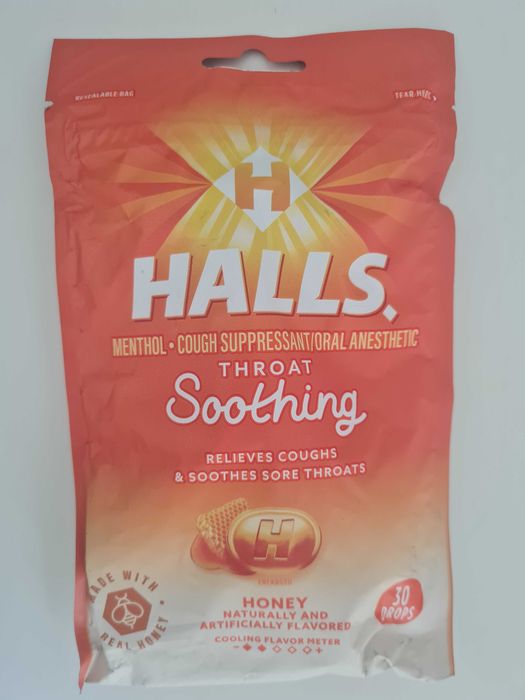 RESEALABLE BAG
TEAR HERE
H
HALLS.
MENTHOL • COUGH SUPPRESSANT/ORAL ANESTHETIC
THROAT
Soothing
RELIEVES COUGHS
& SOOTHES SORE THROATS
H
ENLARGED
HONEY
NATURALLY AND
ARTIFICIALLY FLAVORED
COOLING FLAVOR METER
- +
MADE WITH
REAL HONEY
30
DROPS